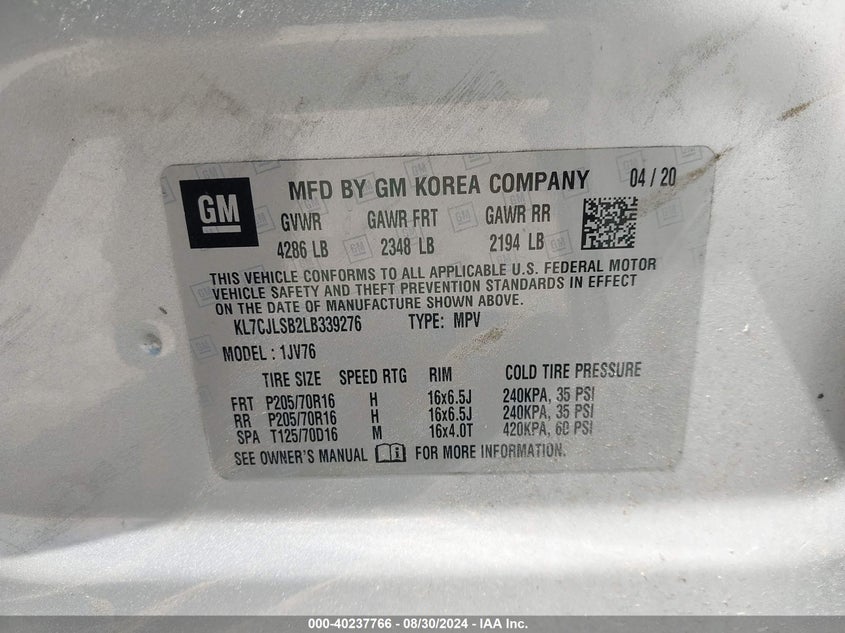 GM
MFD BY GM KOREA COMPANY 04 / 20
GVWR GAWR FRT GAWR RR
4286 LB 2348 LB 2194 LB
THIS VEHICLE CONFORMS TO ALL APPLICABLE U.S. FEDERAL MOTOR
VEHICLE SAFETY AND THEFT PREVENTION STANDARDS IN EFFECT
ON THE DATE OF MANUFACTURE SHOWN ABOVE.
KL7CJLSB2LB339276 TYPE: MPV
MODEL : 1JV76
TIRE SIZE SPEED RTG RIM COLD TIRE PRESSURE
FRT P205/70R16 H 16x6.5J 240KPA, 35 PSI
RR P205/70R16 H 16x6.5J 240KPA, 35 PSI
SPA T125/70D16 M 16x4.0T 420KPA, 60 PSI
SEE OWNER'S MANUAL FOR MORE INFORMATION.
000-40237766 - 08/30/2024 - IAA Inc.